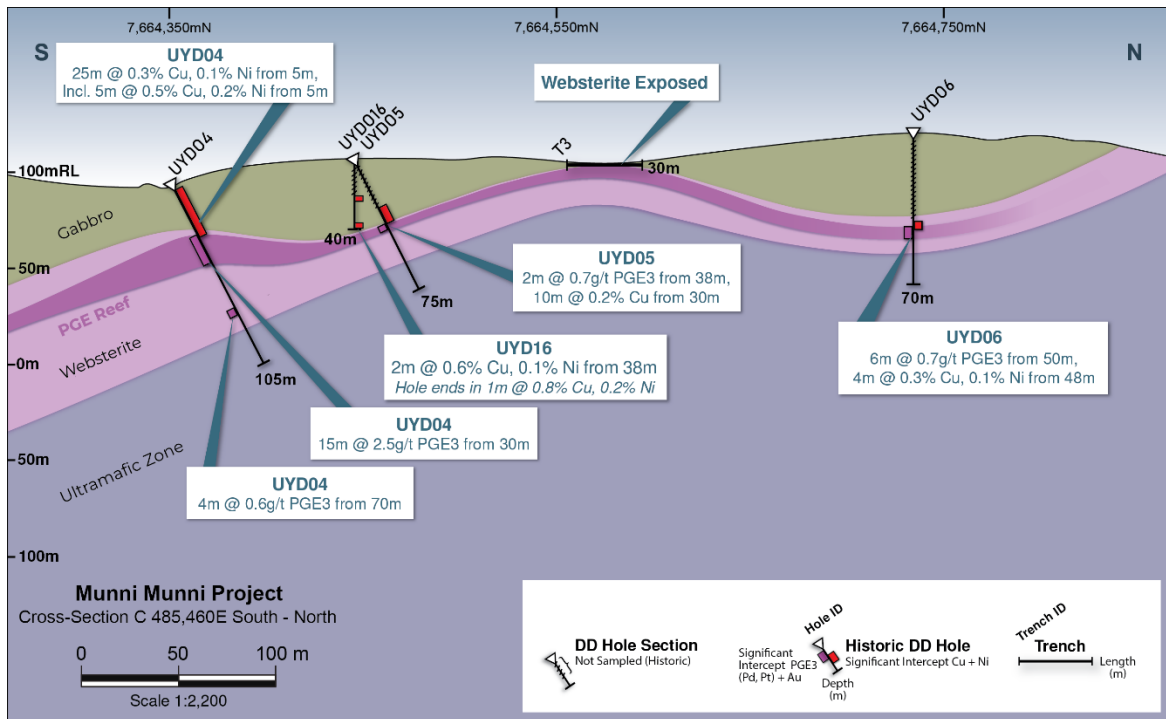 7,664,350mN
7,664,550mN
7,664,750mN
S
N
UYD04
25m @ 0.3% Cu, 0.1% Ni from 5m,
Incl. 5m @ 0.5% Cu, 0.2% Ni from 5m
Websterite Exposed
UYD04
UYD016
UYD05
T3
UYD06
100mRL
30m
Gabbro
40m
50m
75m
70m
UYD05
2m @ 0.7g/t PGE3 from 38m,
10m @ 0.2% Cu from 30m
PGE Reef
Websterite
0m
105m
UYD16
2m @ 0.6% Cu, 0.1% Ni from 38m
Hole ends in 1m @ 0.8% Cu, 0.2% Ni
UYD06
6m @ 0.7g/t PGE3 from 50m,
4m @ 0.3% Cu, 0.1% Ni from 48m
UYD04
15m @ 2.5g/t PGE3 from 30m
50m
Ultramafic Zone
UYD04
4m @ 0.6g/t PGE3 from 70m
100m
Munni Munni Project
Cross-Section C 485,460E South - North
0 50 100 m
Scale 1:2,200
DD Hole Section
Not Sampled (Historic)
Significant
Intercept PGE3
(Pd, Pt) + Au
Hole ID
Historic DD Hole
Significant Intercept Cu + Ni
Depth
(m)
Trench ID
Trench
Length
(m)